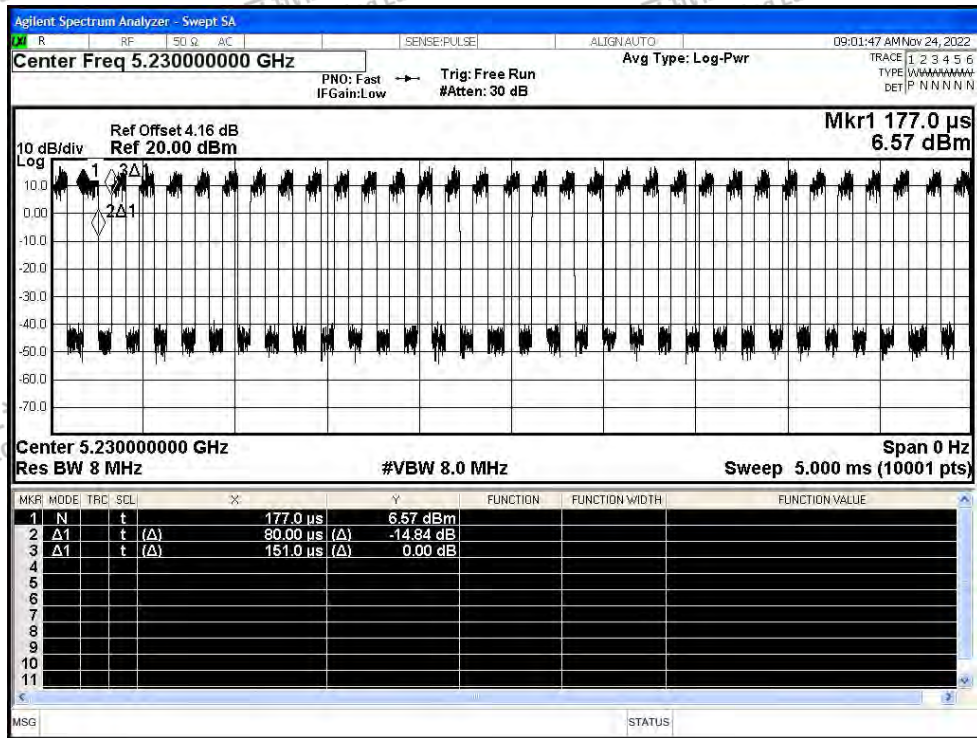 Agilent Spectrum Analyzer - Swept SA
LXI R RF 50 Ω AC SENSE:PULSE ALIGNAUTO 09:01:47 AM Nov 24, 2022
Center Freq 5.230000000 GHz
PNO: Fast
IFGain:Low
Trig: Free Run
#Atten: 30 dB
Avg Type: Log-Pwr
TRACE 1 2 3 4 5 6
TYPE WWWWWW
DET P N N N N N
Ref Offset 4.16 dB
10 dB/div Ref 20.00 dBm
Log
Mkr1 177.0 µs
6.57 dBm
1 3Δ1
2Δ1
10.0
0.00
-10.0
-20.0
-30.0
-40.0
-50.0
-60.0
-70.0
Center 5.230000000 GHz Span 0 Hz
Res BW 8 MHz #VBW 8.0 MHz Sweep 5.000 ms (10001 pts)
MKR MODE TRC SCL X Y FUNCTION FUNCTION WIDTH FUNCTION VALUE
1 N t 177.0 µs 6.57 dBm
2 Δ1 t (Δ) 80.00 µs (Δ) -14.84 dB
3 Δ1 t (Δ) 151.0 µs (Δ) 0.00 dB
4
5
6
7
8
9
10
11
MSG STATUS